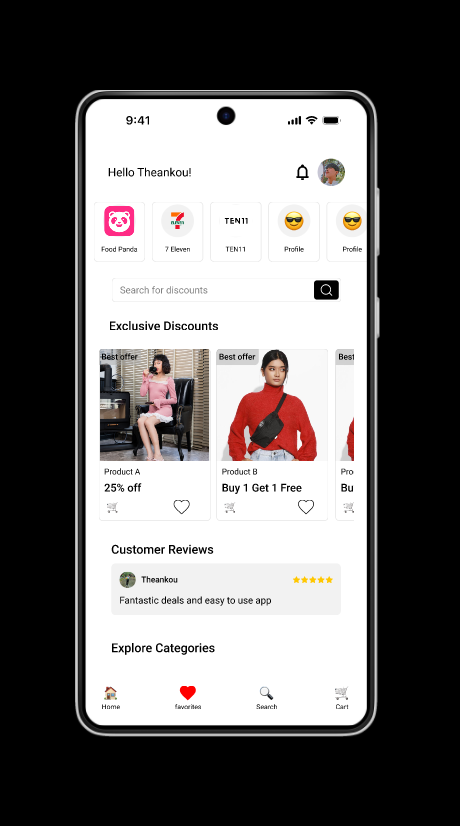 9:41
Hello Theankou!
7
ELEVEN
TEN11
Food Panda
7 Eleven
TEN11
Profile
Profile
Search for discounts
Exclusive Discounts
Best offer
Best offer
Best
Product A
Product B
Pro
25% off
Buy 1 Get 1 Free
Bu
Customer Reviews
Theankou
Fantastic deals and easy to use app
Explore Categories
Home
favorites
Search
Cart